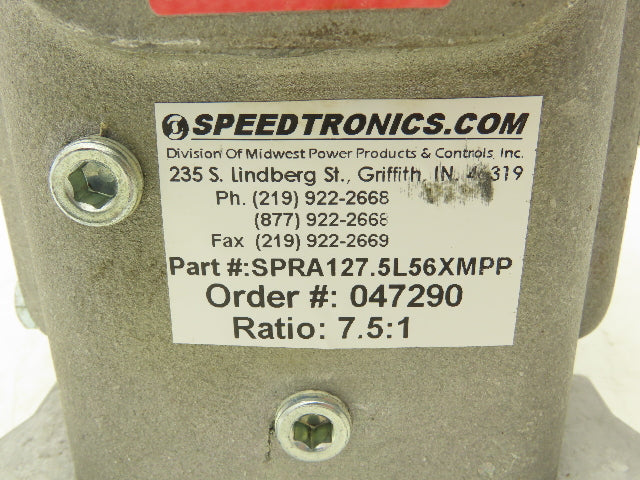 SPEEDTRONICS.COM
Division Of Midwest Power Products & Controls, Inc.
235 S. Lindberg St., Griffith, IN. 46319
Ph. (219) 922-2668
(877) 922-2668
Fax (219) 922-2669
Part #:SPRA127.5L56XMPP
Order #: 047290
Ratio: 7.5:1